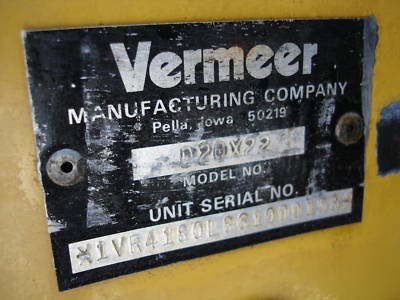 Vermeer
MANUFACTURING COMPANY
Pella, Iowa 50219
D20X22
MODEL NO.
UNIT SERIAL NO.